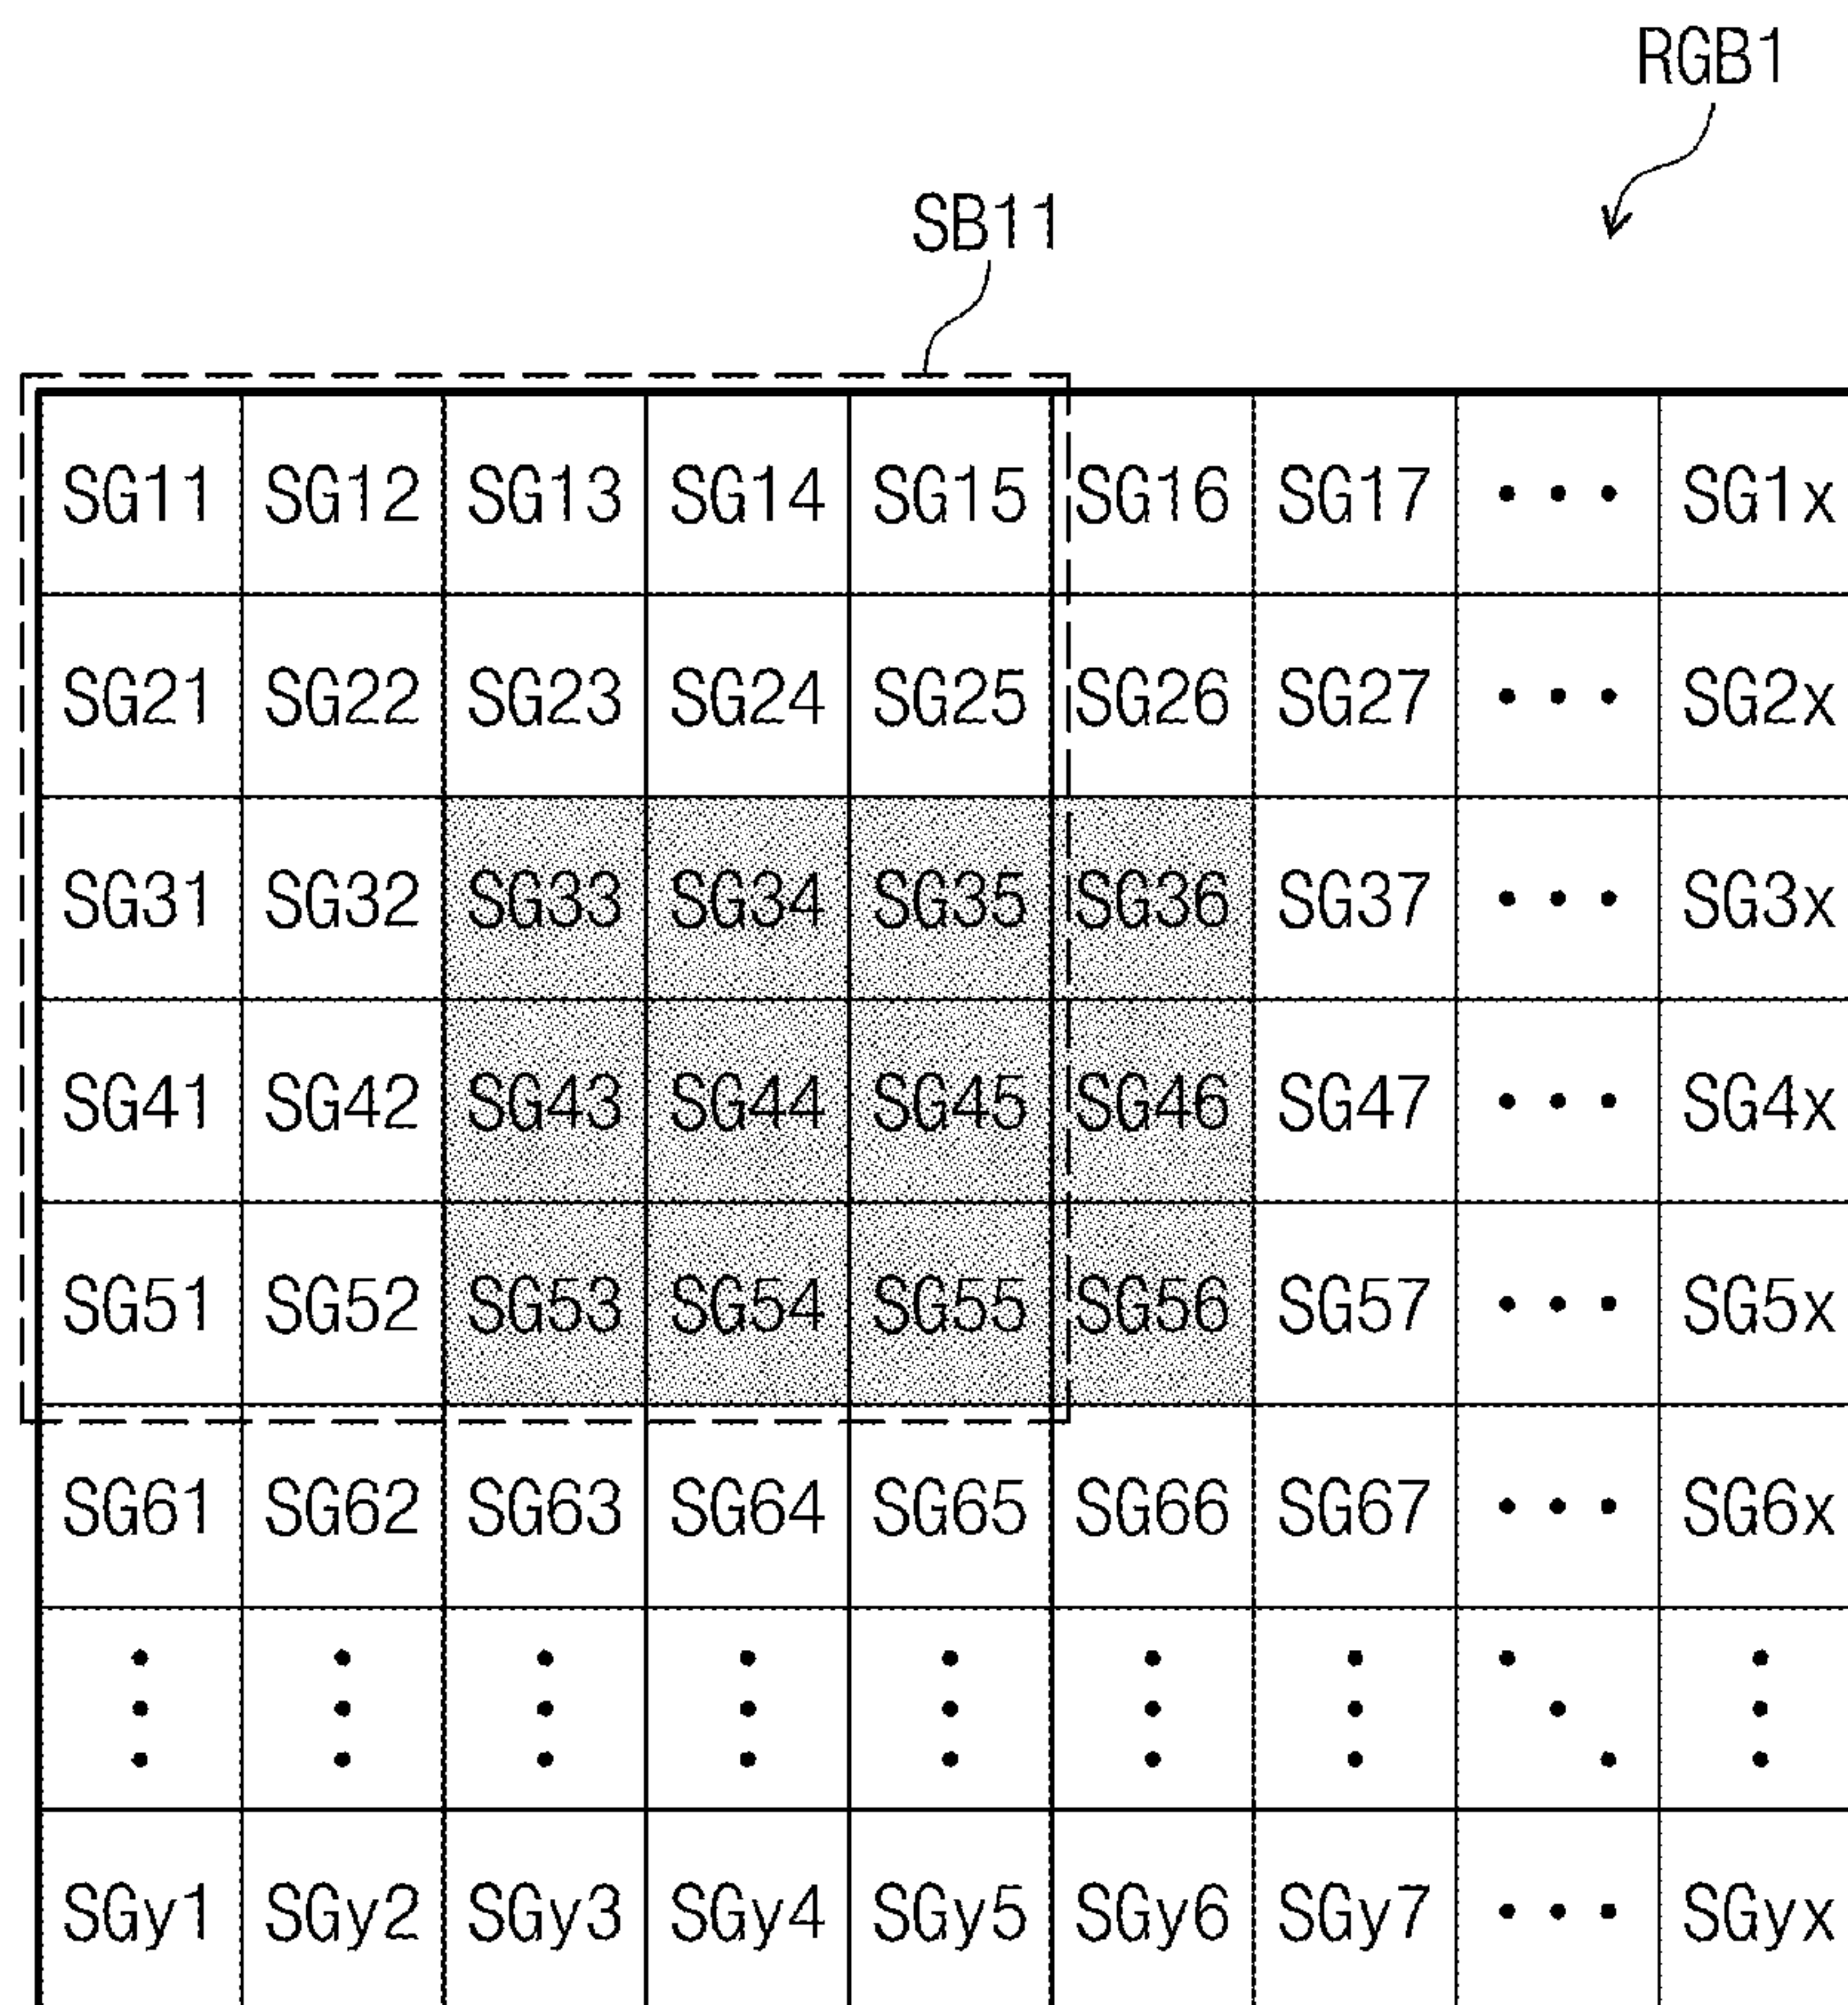 RGB1
SB11
SG11 SG12 SG13 SG14 SG15 SG16 SG17 • • • SG1x
SG21 SG22 SG23 SG24 SG25 SG26 SG27 • • • SG2x
SG31 SG32 SG33 SG34 SG35 SG36 SG37 • • • SG3x
SG41 SG42 SG43 SG44 SG45 SG46 SG47 • • • SG4x
SG51 SG52 SG53 SG54 SG55 SG56 SG57 • • • SG5x
SG61 SG62 SG63 SG64 SG65 SG66 SG67 • • • SG6x
SGy1 SGy2 SGy3 SGy4 SGy5 SGy6 SGy7 • • • SGyx